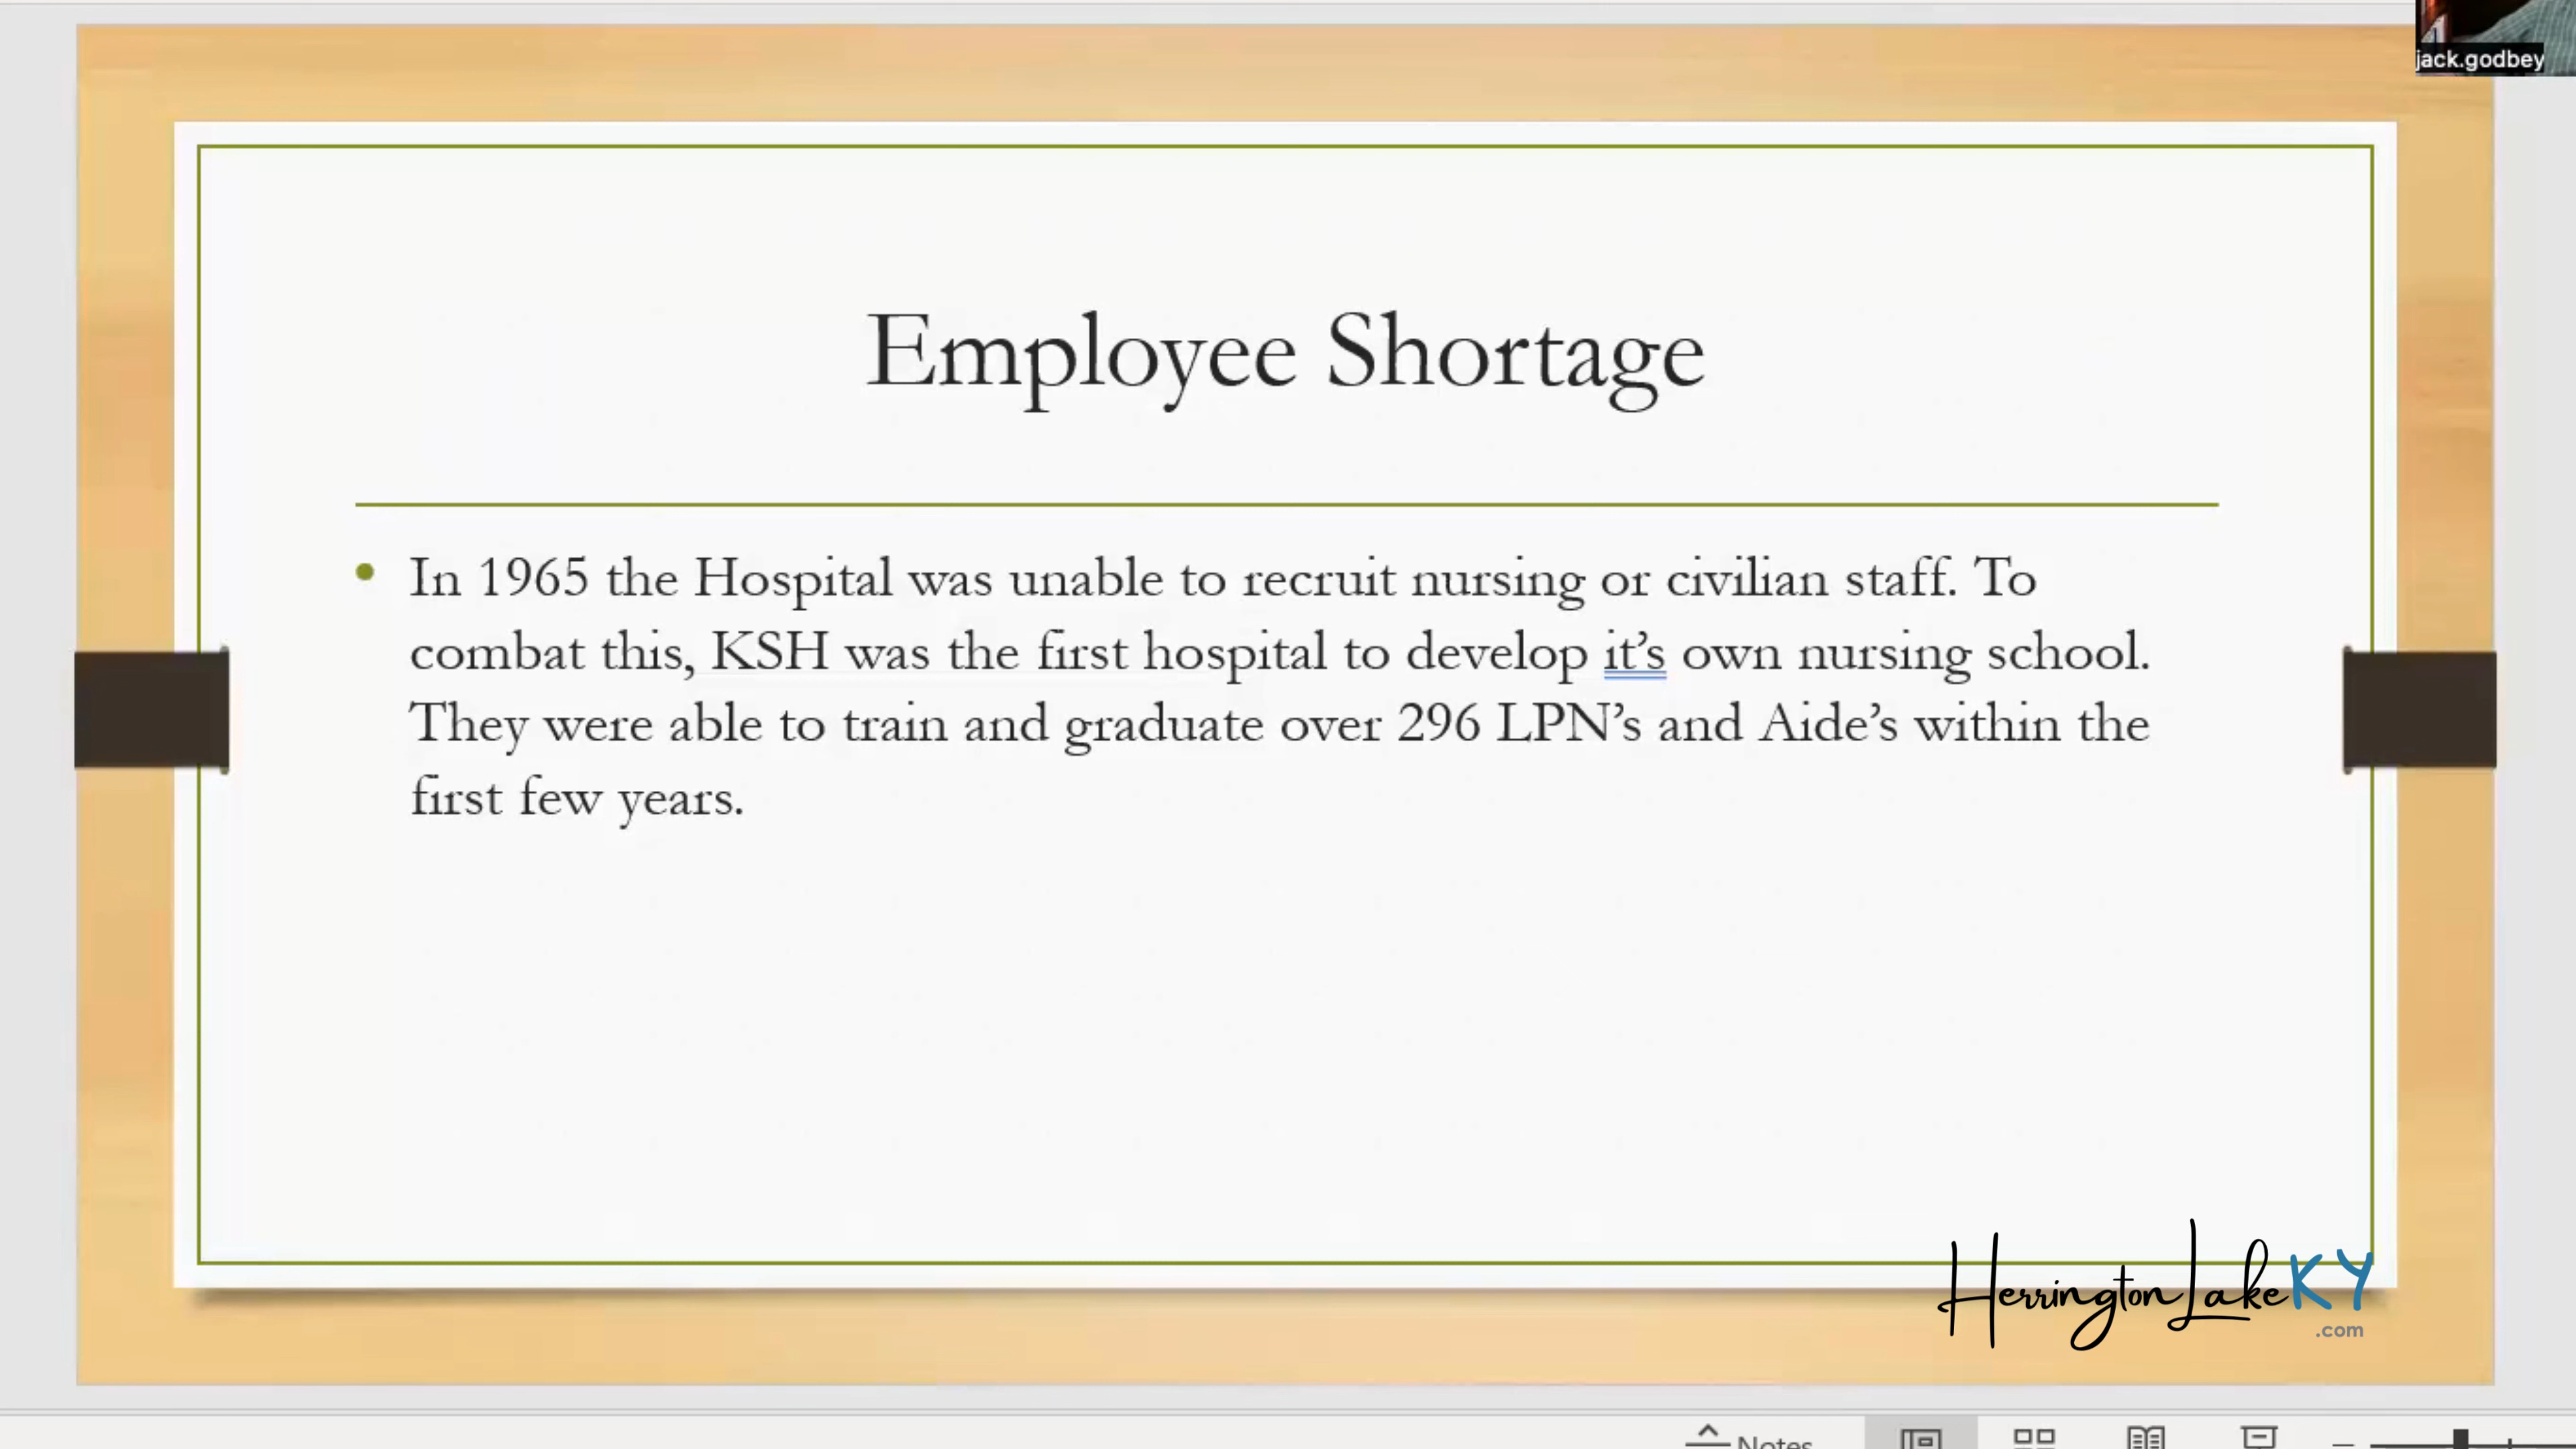 jack.godbey
Employee Shortage
• In 1965 the Hospital was unable to recruit nursing or civilian staff. To
combat this, KSH was the first hospital to develop it’s own nursing school.
They were able to train and graduate over 296 LPN’s and Aide’s within the
first few years.
HerringtonLakeKY
.com
Notes